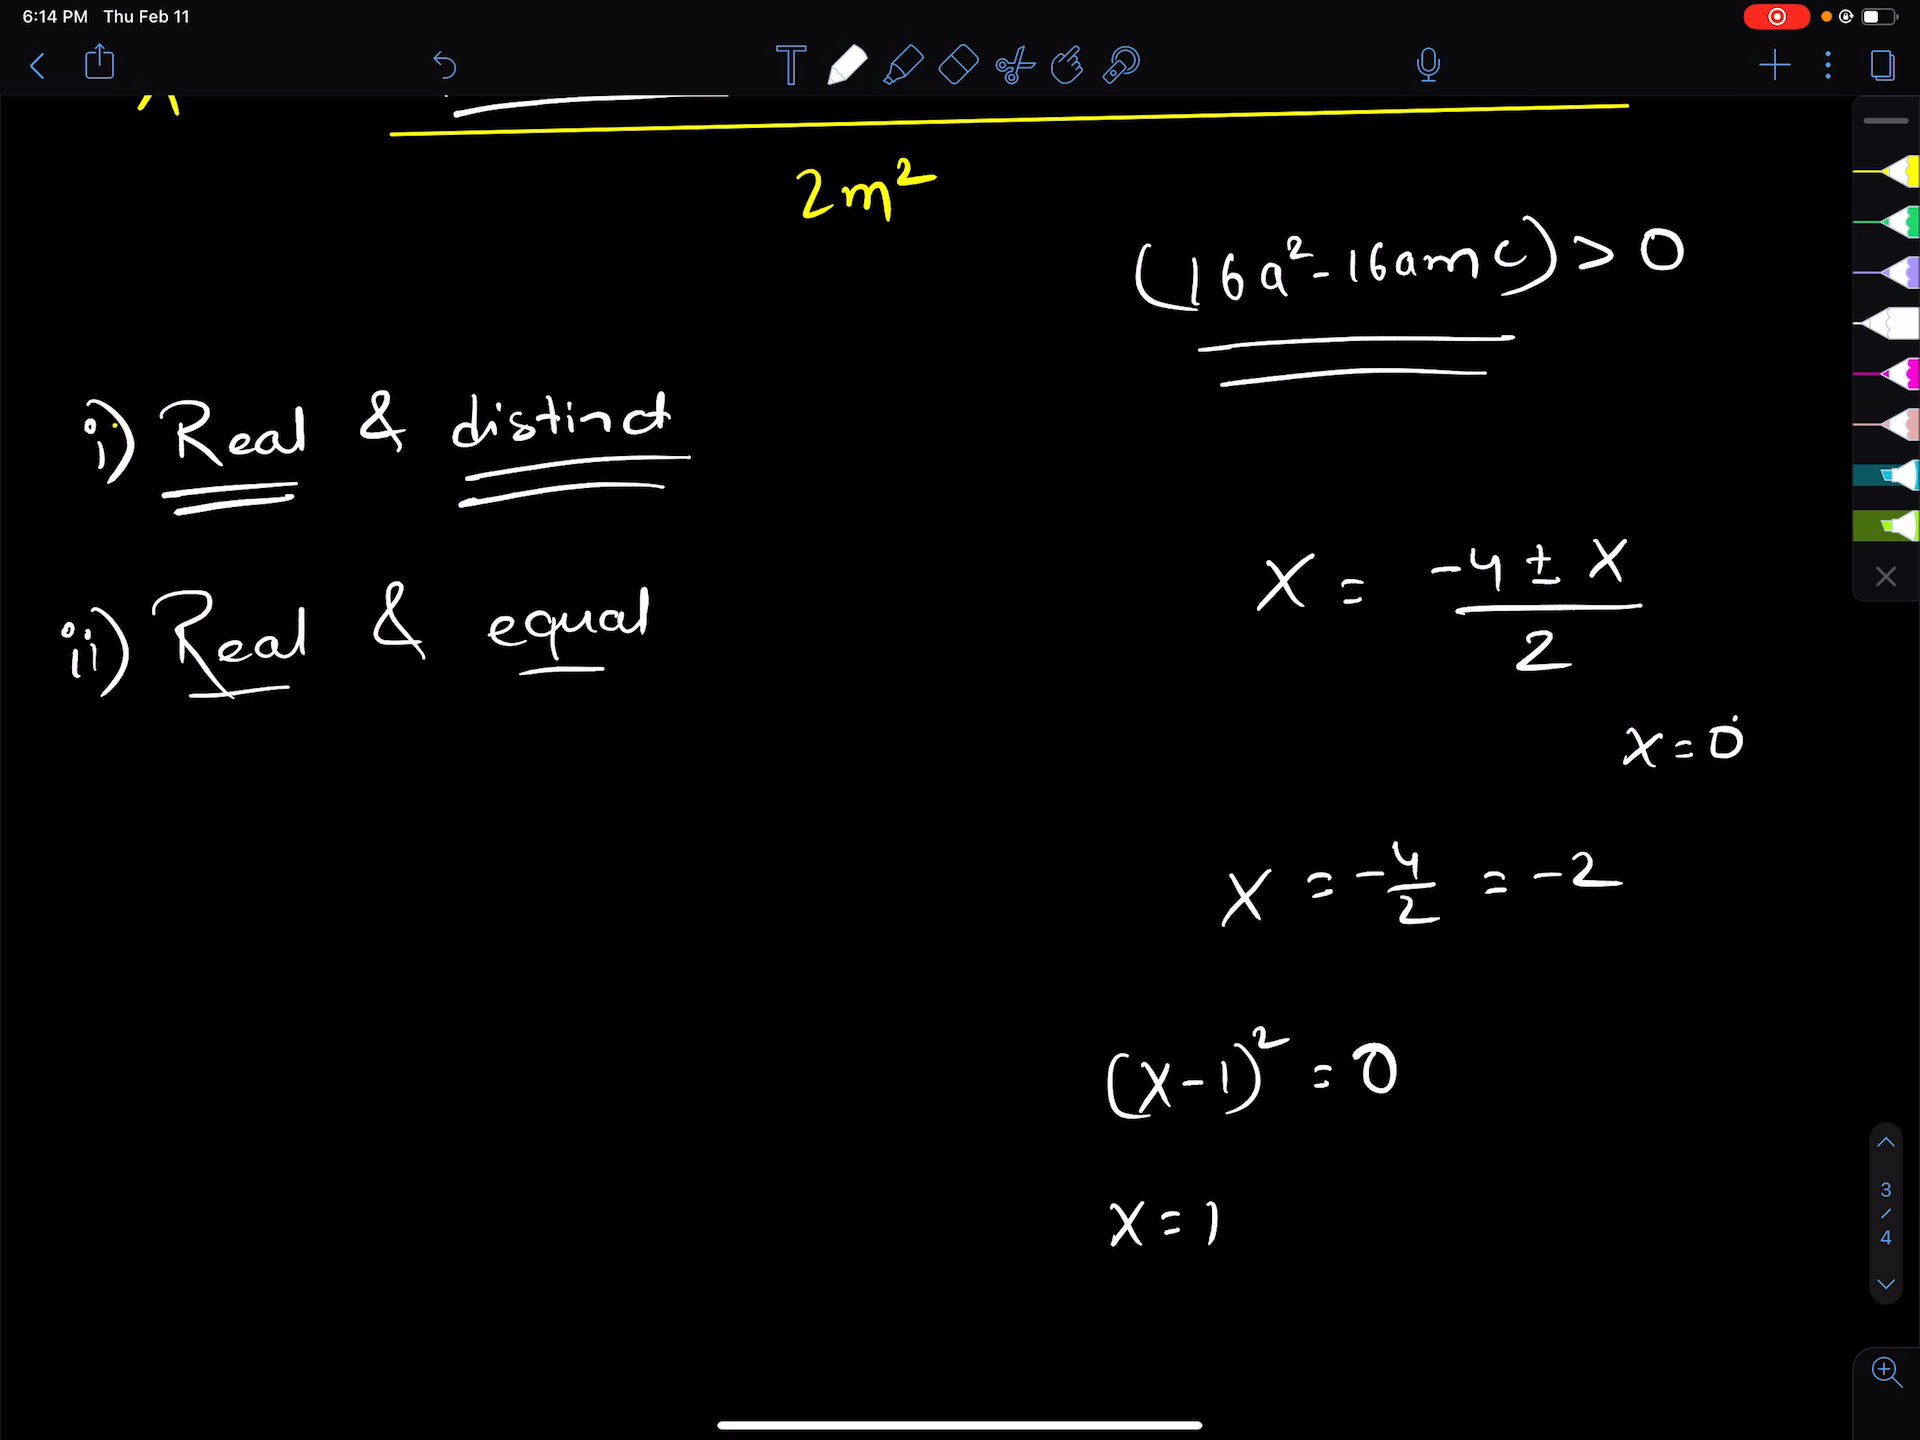 6:14 PM Thu Feb 11
2m²
(16a² - 16amc) > 0
i) Real & distinct
x = (-4 ± x)/2
ii) Real & equal
x = 0
x = -4/2 = -2
(x-1)² = 0
x = 1
3
/
4